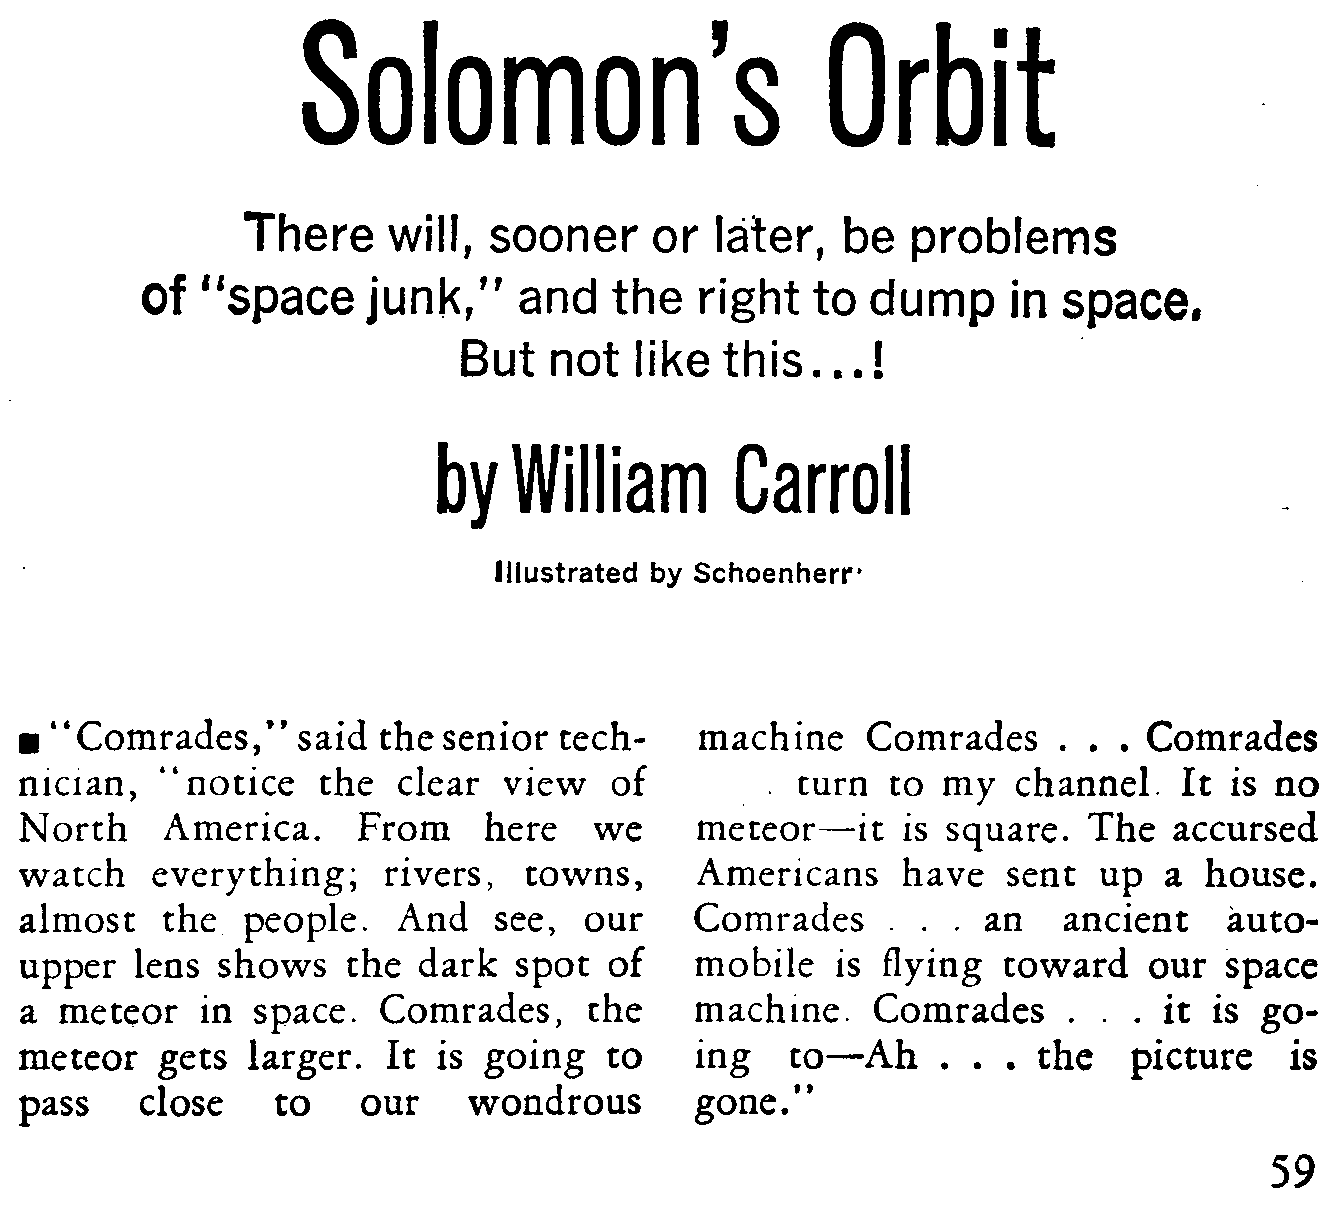 Solomon's Orbit
There will, sooner or later, be problems
of "space junk," and the right to dump in space.
But not like this...!
by William Carroll
Illustrated by Schoenherr
■ "Comrades," said the senior tech-
nician, "notice the clear view of
North America. From here we
watch everything; rivers, towns,
almost the people. And see, our
upper lens shows the dark spot of
a meteor in space. Comrades, the
meteor gets larger. It is going to
pass close to our wondrous
machine Comrades . . . Comrades
. turn to my channel. It is no
meteor—it is square. The accursed
Americans have sent up a house.
Comrades . . . an ancient auto-
mobile is flying toward our space
machine. Comrades . . . it is go-
ing to—Ah . . . the picture is
gone."
59